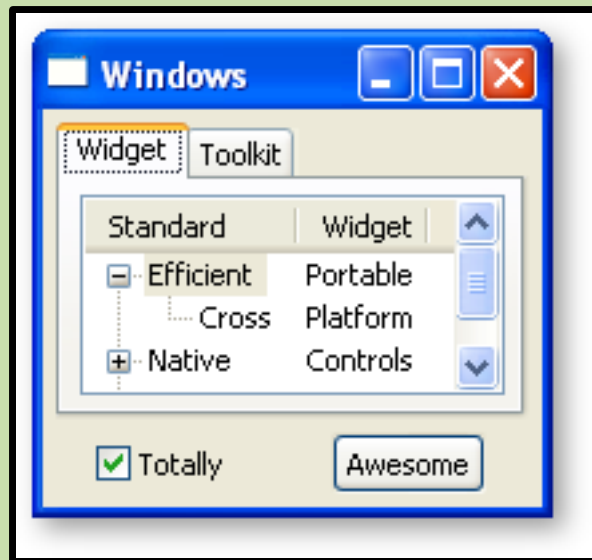 Windows
Widget Toolkit
Standard Widget
Efficient Portable
Cross Platform
Native Controls
Totally Awesome